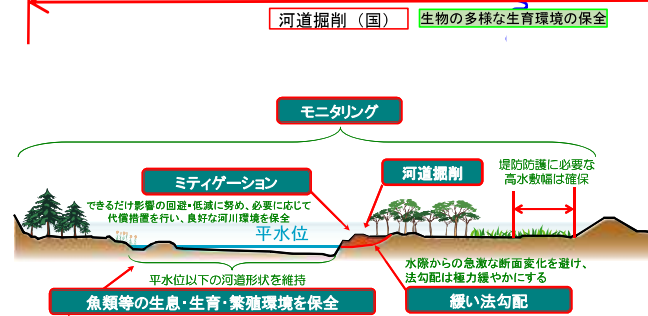 河道掘削（国）
生物の多様な生育環境の保全
モニタリング
堤防防護に必要な
高水敷幅は確保
河道掘削
ミティゲーション
できるだけ影響の回避・低減に努め、必要に応じて
代償措置を行い、良好な河川環境を保全
平水位
水際からの急激な断面変化を避け、
法勾配は極力緩やかにする
平水位以下の河道形状を維持
魚類等の生息・生育・繁殖環境を保全
緩い法勾配